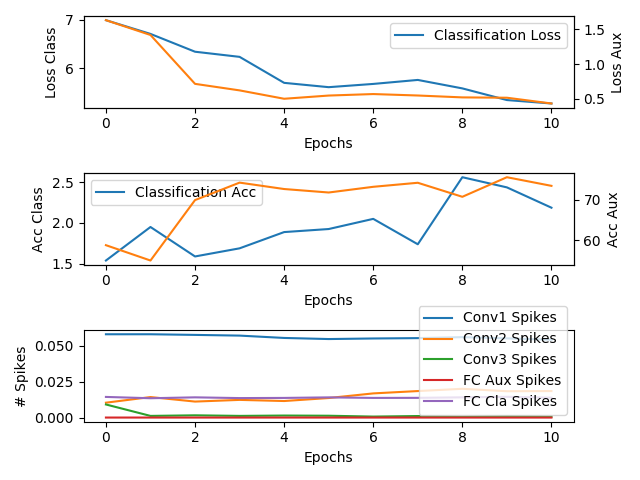 7
6
Loss Class
Classification Loss
1.5
1.0
0.5
Loss Aux
0 2 4 6 8 10
Epochs
2.5
2.0
1.5
Acc Class
Classification Acc
70
60
Acc Aux
0 2 4 6 8 10
Epochs
0.050
0.025
0.000
# Spikes
Conv1 Spikes
Conv2 Spikes
Conv3 Spikes
FC Aux Spikes
FC Cla Spikes
0 2 4 6 8 10
Epochs